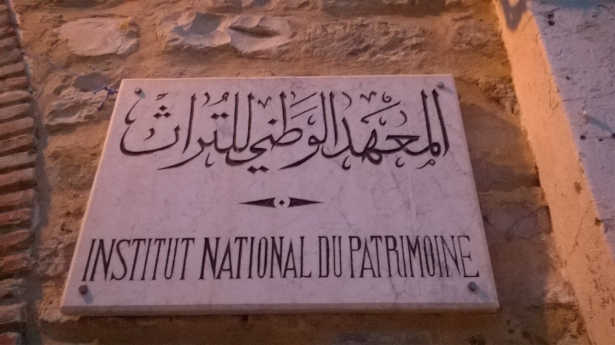 المعهد الوطني للتراث
INSTITUT NATIONAL DU PATRIMOINE